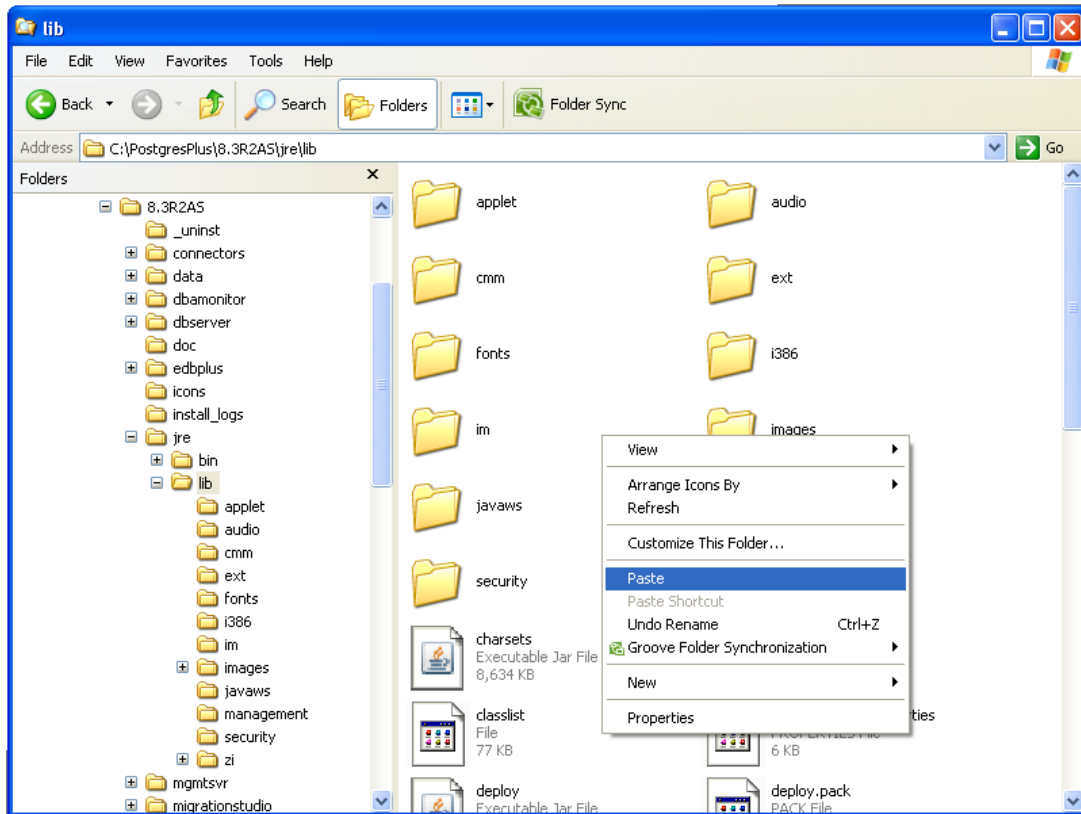 lib
File Edit View Favorites Tools Help
Back Search Folders Folder Sync
Address C:\PostgresPlus\8.3R2AS\jre\lib Go
Folders
8.3R2AS
_uninst
connectors
data
dbamonitor
dbserver
doc
edbplus
icons
install_logs
jre
bin
lib
applet
audio
cmm
ext
fonts
i386
im
images
javaws
management
security
zi
mgmtsvr
migrationstudio
applet
audio
cmm
ext
fonts
i386
im
images
javaws
security
charsets
Executable Jar File
8,634 KB
classlist
File
77 KB
ties
PROPERTIES File
6 KB
deploy
Executable Jar File
deploy.pack
PACK File
View
Arrange Icons By
Refresh
Customize This Folder...
Paste
Paste Shortcut
Undo Rename Ctrl+Z
Groove Folder Synchronization
New
Properties